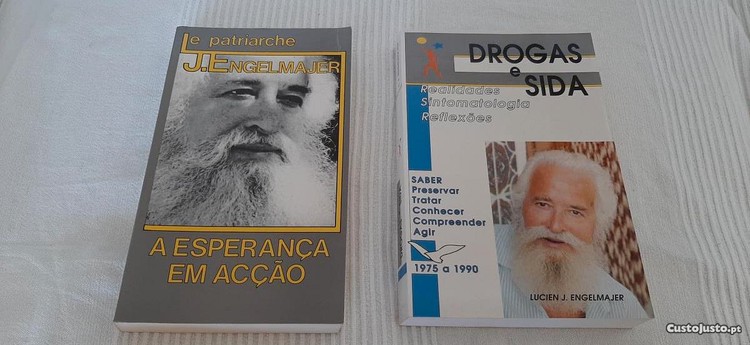 Le patriarche
J. ENGELMAJER
A ESPERANÇA
EM ACÇÃO
DROGAS
e
SIDA
Realidades
Sintomatologia
Reflexões
SABER
Preservar
Tratar
Conhecer
Compreender
Agir
1975 a 1990
LUCIEN J. ENGELMAJER
CustoJusto.pt